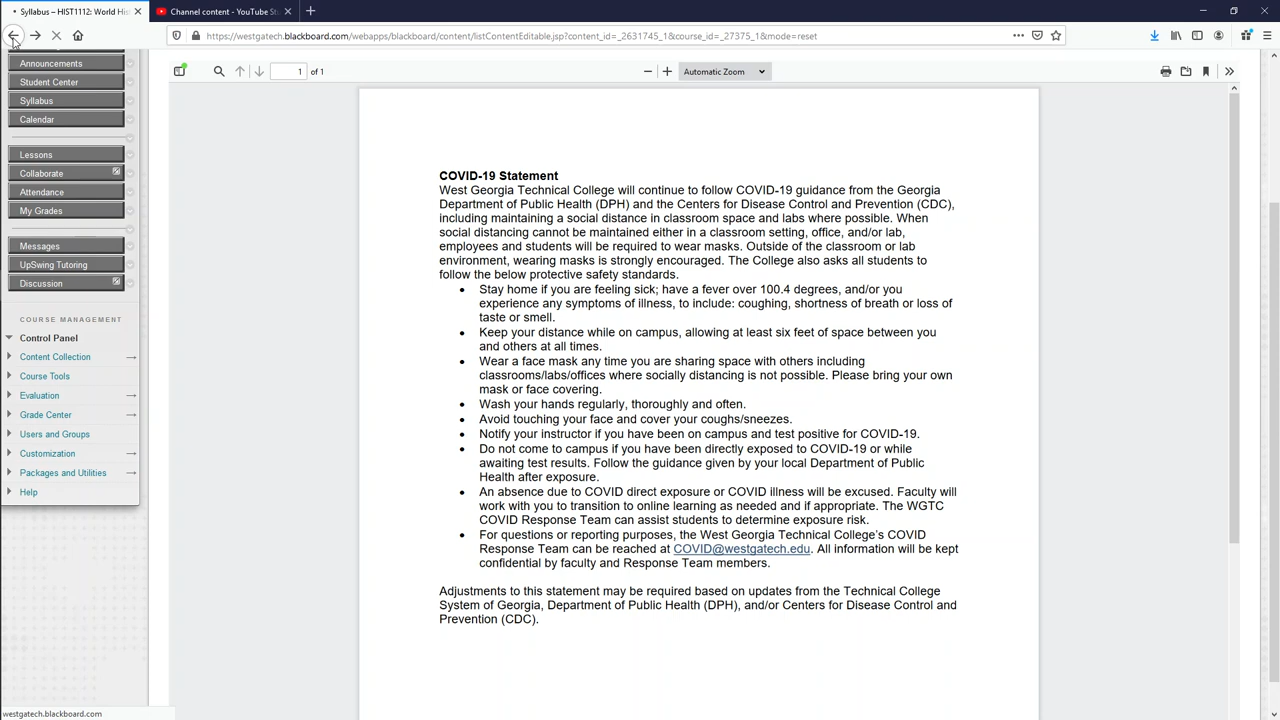 Syllabus – HIST1112: World His
Channel content - YouTube St
https://westgatech.blackboard.com/webapps/blackboard/content/listContentEditable.jsp?content_id=_2631745_1&course_id=_27375_1&mode=reset
Announcements
Student Center
Syllabus
Calendar
Lessons
Collaborate
Attendance
My Grades
Messages
UpSwing Tutoring
Discussion
COURSE MANAGEMENT
Control Panel
Content Collection
Course Tools
Evaluation
Grade Center
Users and Groups
Customization
Packages and Utilities
Help
westgatech.blackboard.com
1 of 1
Automatic Zoom
COVID-19 Statement
West Georgia Technical College will continue to follow COVID-19 guidance from the Georgia
Department of Public Health (DPH) and the Centers for Disease Control and Prevention (CDC),
including maintaining a social distance in classroom space and labs where possible. When
social distancing cannot be maintained either in a classroom setting, office, and/or lab,
employees and students will be required to wear masks. Outside of the classroom or lab
environment, wearing masks is strongly encouraged. The College also asks all students to
follow the below protective safety standards.
• Stay home if you are feeling sick; have a fever over 100.4 degrees, and/or you
experience any symptoms of illness, to include: coughing, shortness of breath or loss of
taste or smell.
• Keep your distance while on campus, allowing at least six feet of space between you
and others at all times.
• Wear a face mask any time you are sharing space with others including
classrooms/labs/offices where socially distancing is not possible. Please bring your own
mask or face covering.
• Wash your hands regularly, thoroughly and often.
• Avoid touching your face and cover your coughs/sneezes.
• Notify your instructor if you have been on campus and test positive for COVID-19.
• Do not come to campus if you have been directly exposed to COVID-19 or while
awaiting test results. Follow the guidance given by your local Department of Public
Health after exposure.
• An absence due to COVID direct exposure or COVID illness will be excused. Faculty will
work with you to transition to online learning as needed and if appropriate. The WGTC
COVID Response Team can assist students to determine exposure risk.
• For questions or reporting purposes, the West Georgia Technical College's COVID
Response Team can be reached at COVID@westgatech.edu. All information will be kept
confidential by faculty and Response Team members.
Adjustments to this statement may be required based on updates from the Technical College
System of Georgia, Department of Public Health (DPH), and/or Centers for Disease Control and
Prevention (CDC).